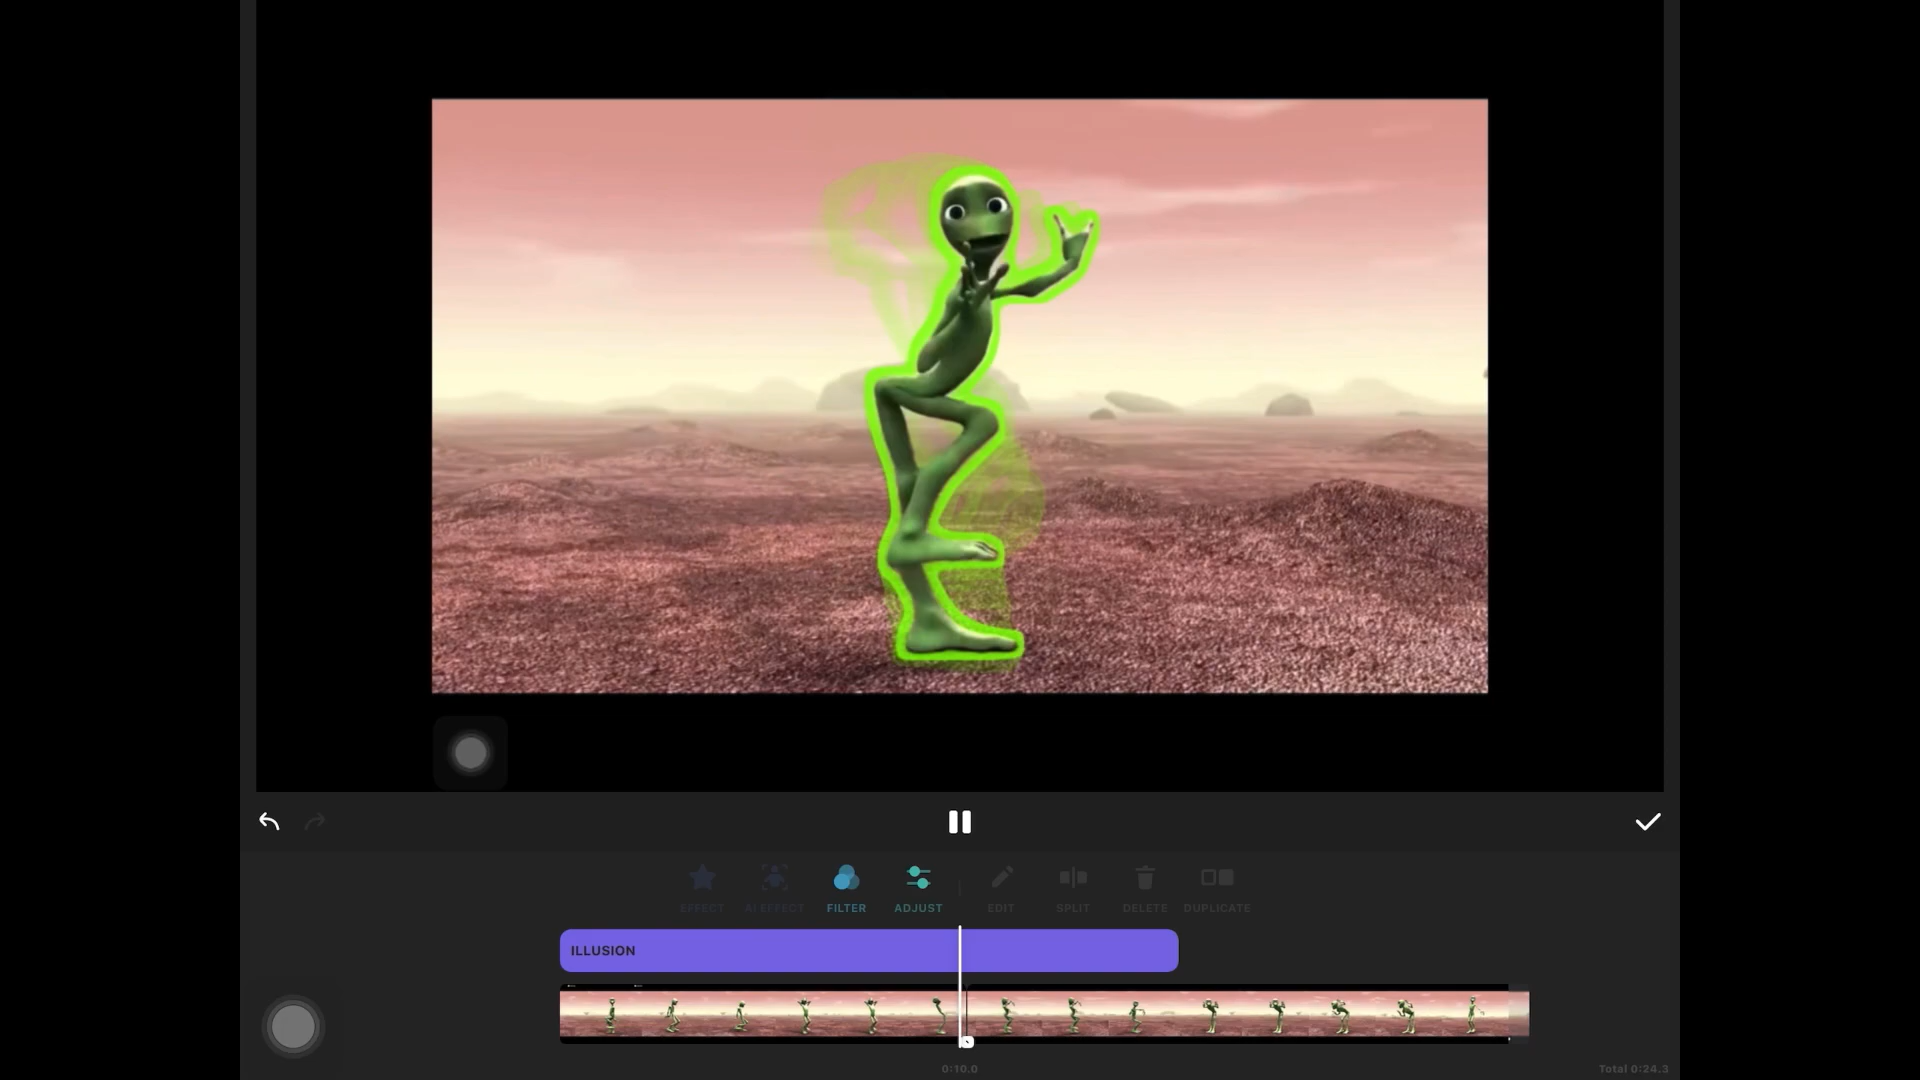 EFFECT AI EFFECT FILTER ADJUST EDIT SPLIT DELETE DUPLICATE
ILLUSION
0:10.0 Total 0:24.3